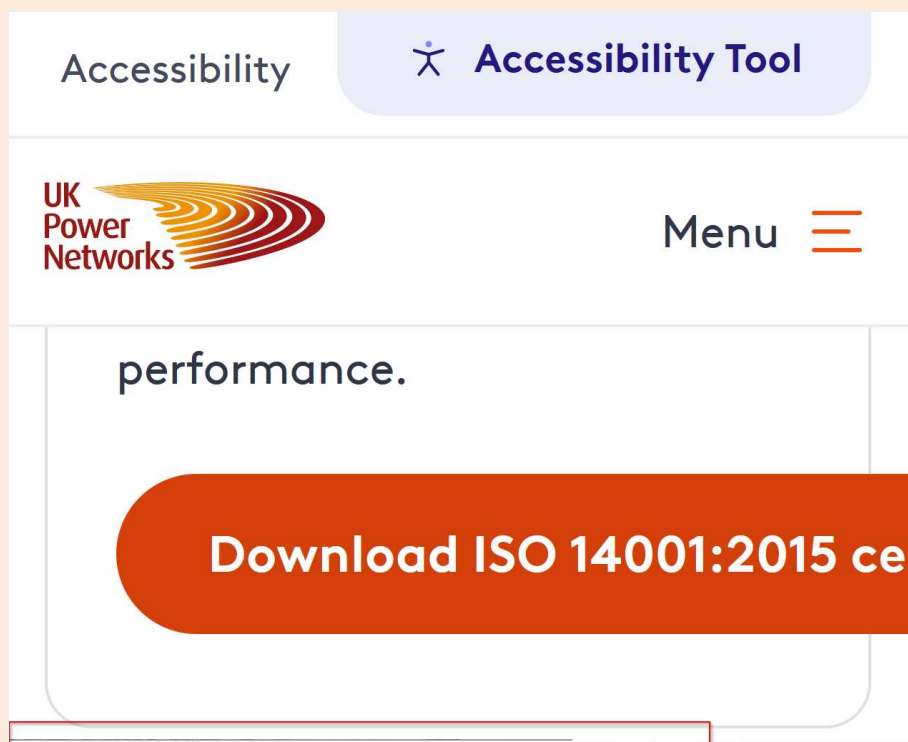 Accessibility
Accessibility Tool
UK
Power
Networks
Menu
performance.
Download ISO 14001:2015 ce